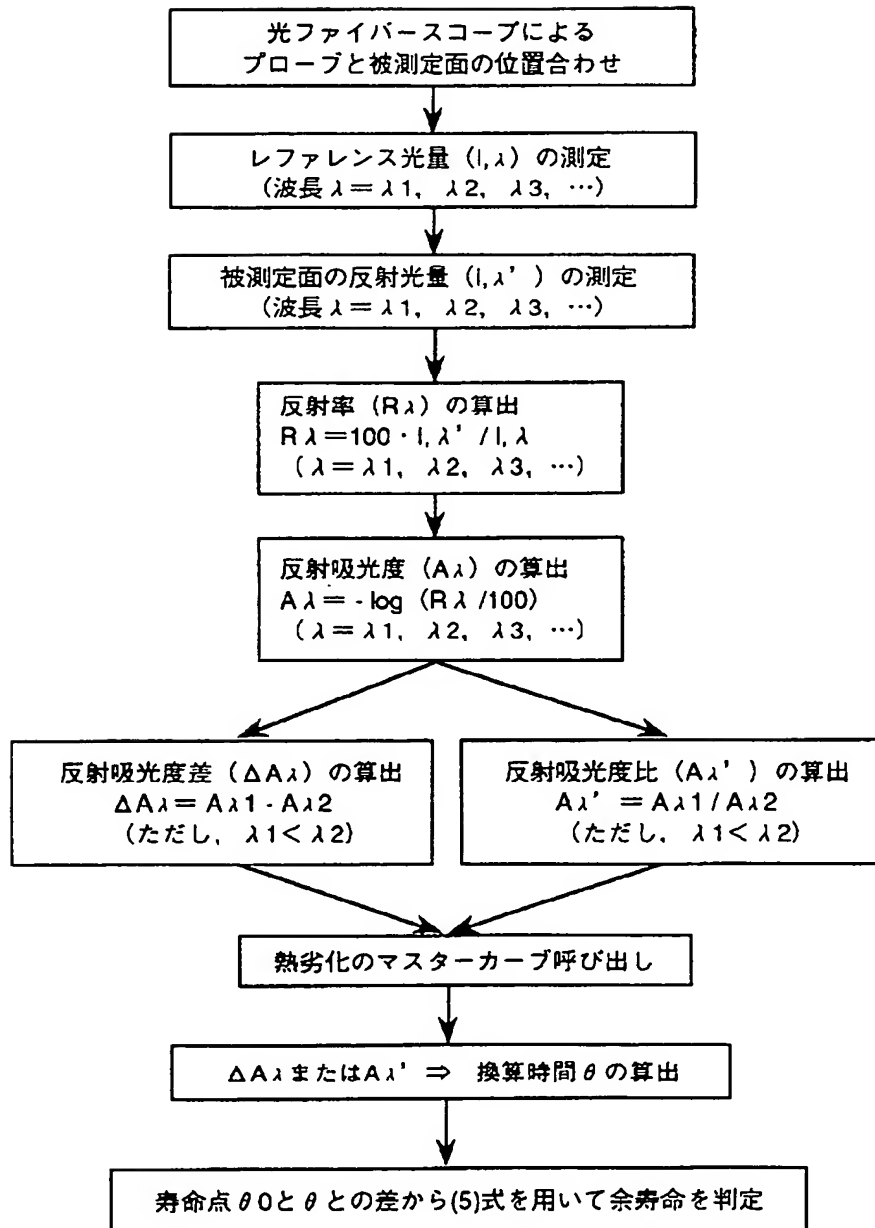 光ファイバースコープによる
プローブと被測定面の位置合わせ
レファレンス光量（I,λ）の測定
（波長λ＝λ1, λ2, λ3, …）
被測定面の反射光量（I,λ’）の測定
（波長λ＝λ1, λ2, λ3, …）
反射率（Rλ）の算出
Rλ＝100・I,λ’/I,λ
（λ＝λ1, λ2, λ3, …）
反射吸光度（Aλ）の算出
Aλ＝-log（Rλ/100）
（λ＝λ1, λ2, λ3, …）
反射吸光度差（ΔAλ）の算出
ΔAλ＝Aλ1-Aλ2
（ただし, λ1＜λ2）
反射吸光度比（Aλ’）の算出
Aλ’＝Aλ1/Aλ2
（ただし, λ1＜λ2）
熱劣化のマスターカーブ呼び出し
ΔAλまたはAλ’ ⇒ 換算時間θの算出
寿命点θ0とθとの差から(5)式を用いて余寿命を判定